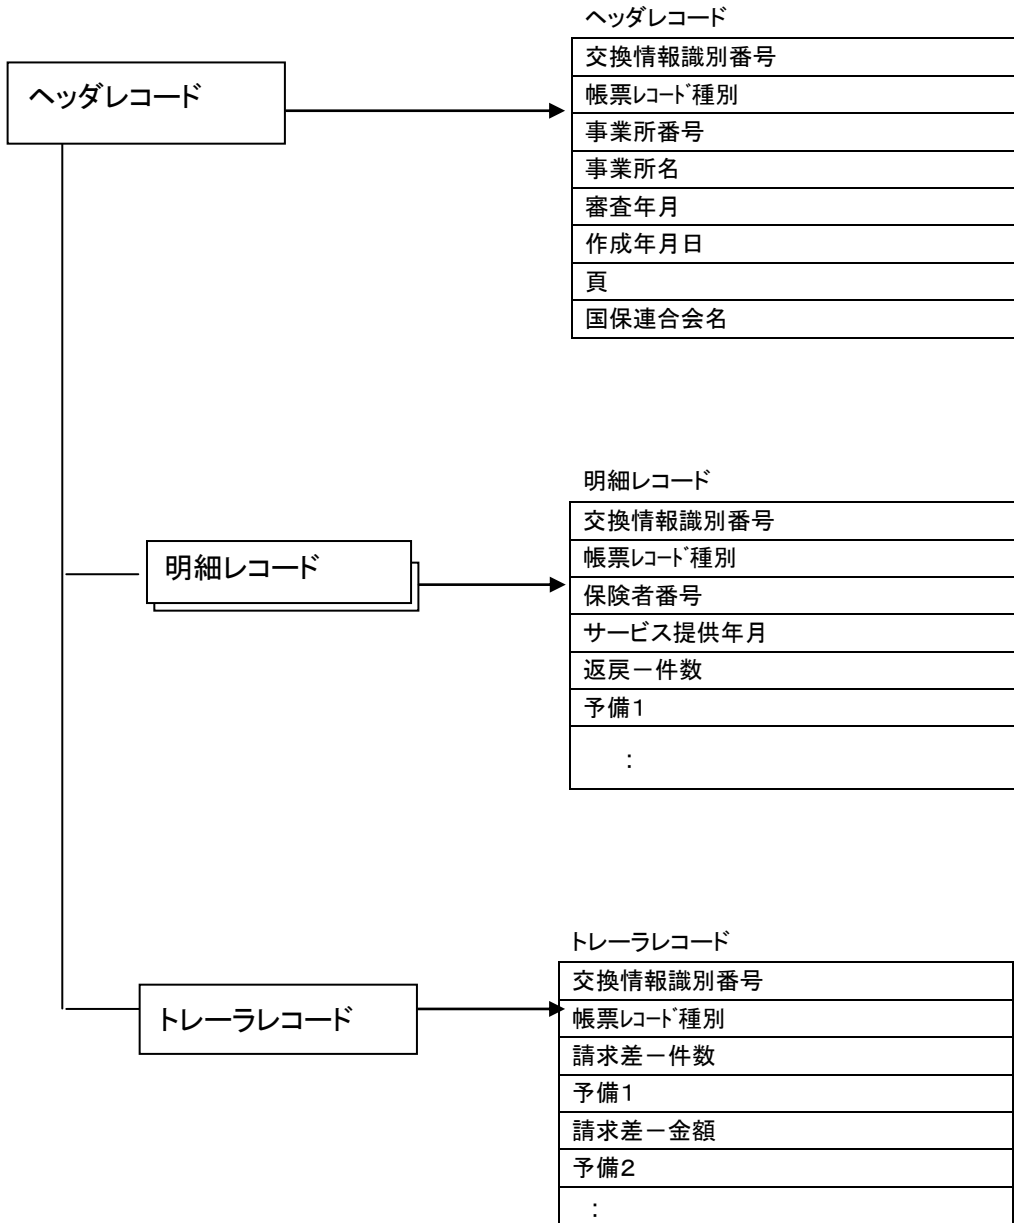 ヘッダレコード
ヘッダレコード
交換情報識別番号
帳票ﾚｺｰﾄﾞ種別
事業所番号
事業所名
審査年月
作成年月日
頁
国保連合会名
明細レコード
明細レコード
交換情報識別番号
帳票ﾚｺｰﾄﾞ種別
保険者番号
サービス提供年月
返戻－件数
予備１
：
トレーラレコード
トレーラレコード
交換情報識別番号
帳票ﾚｺｰﾄﾞ種別
請求差－件数
予備１
請求差－金額
予備２
：